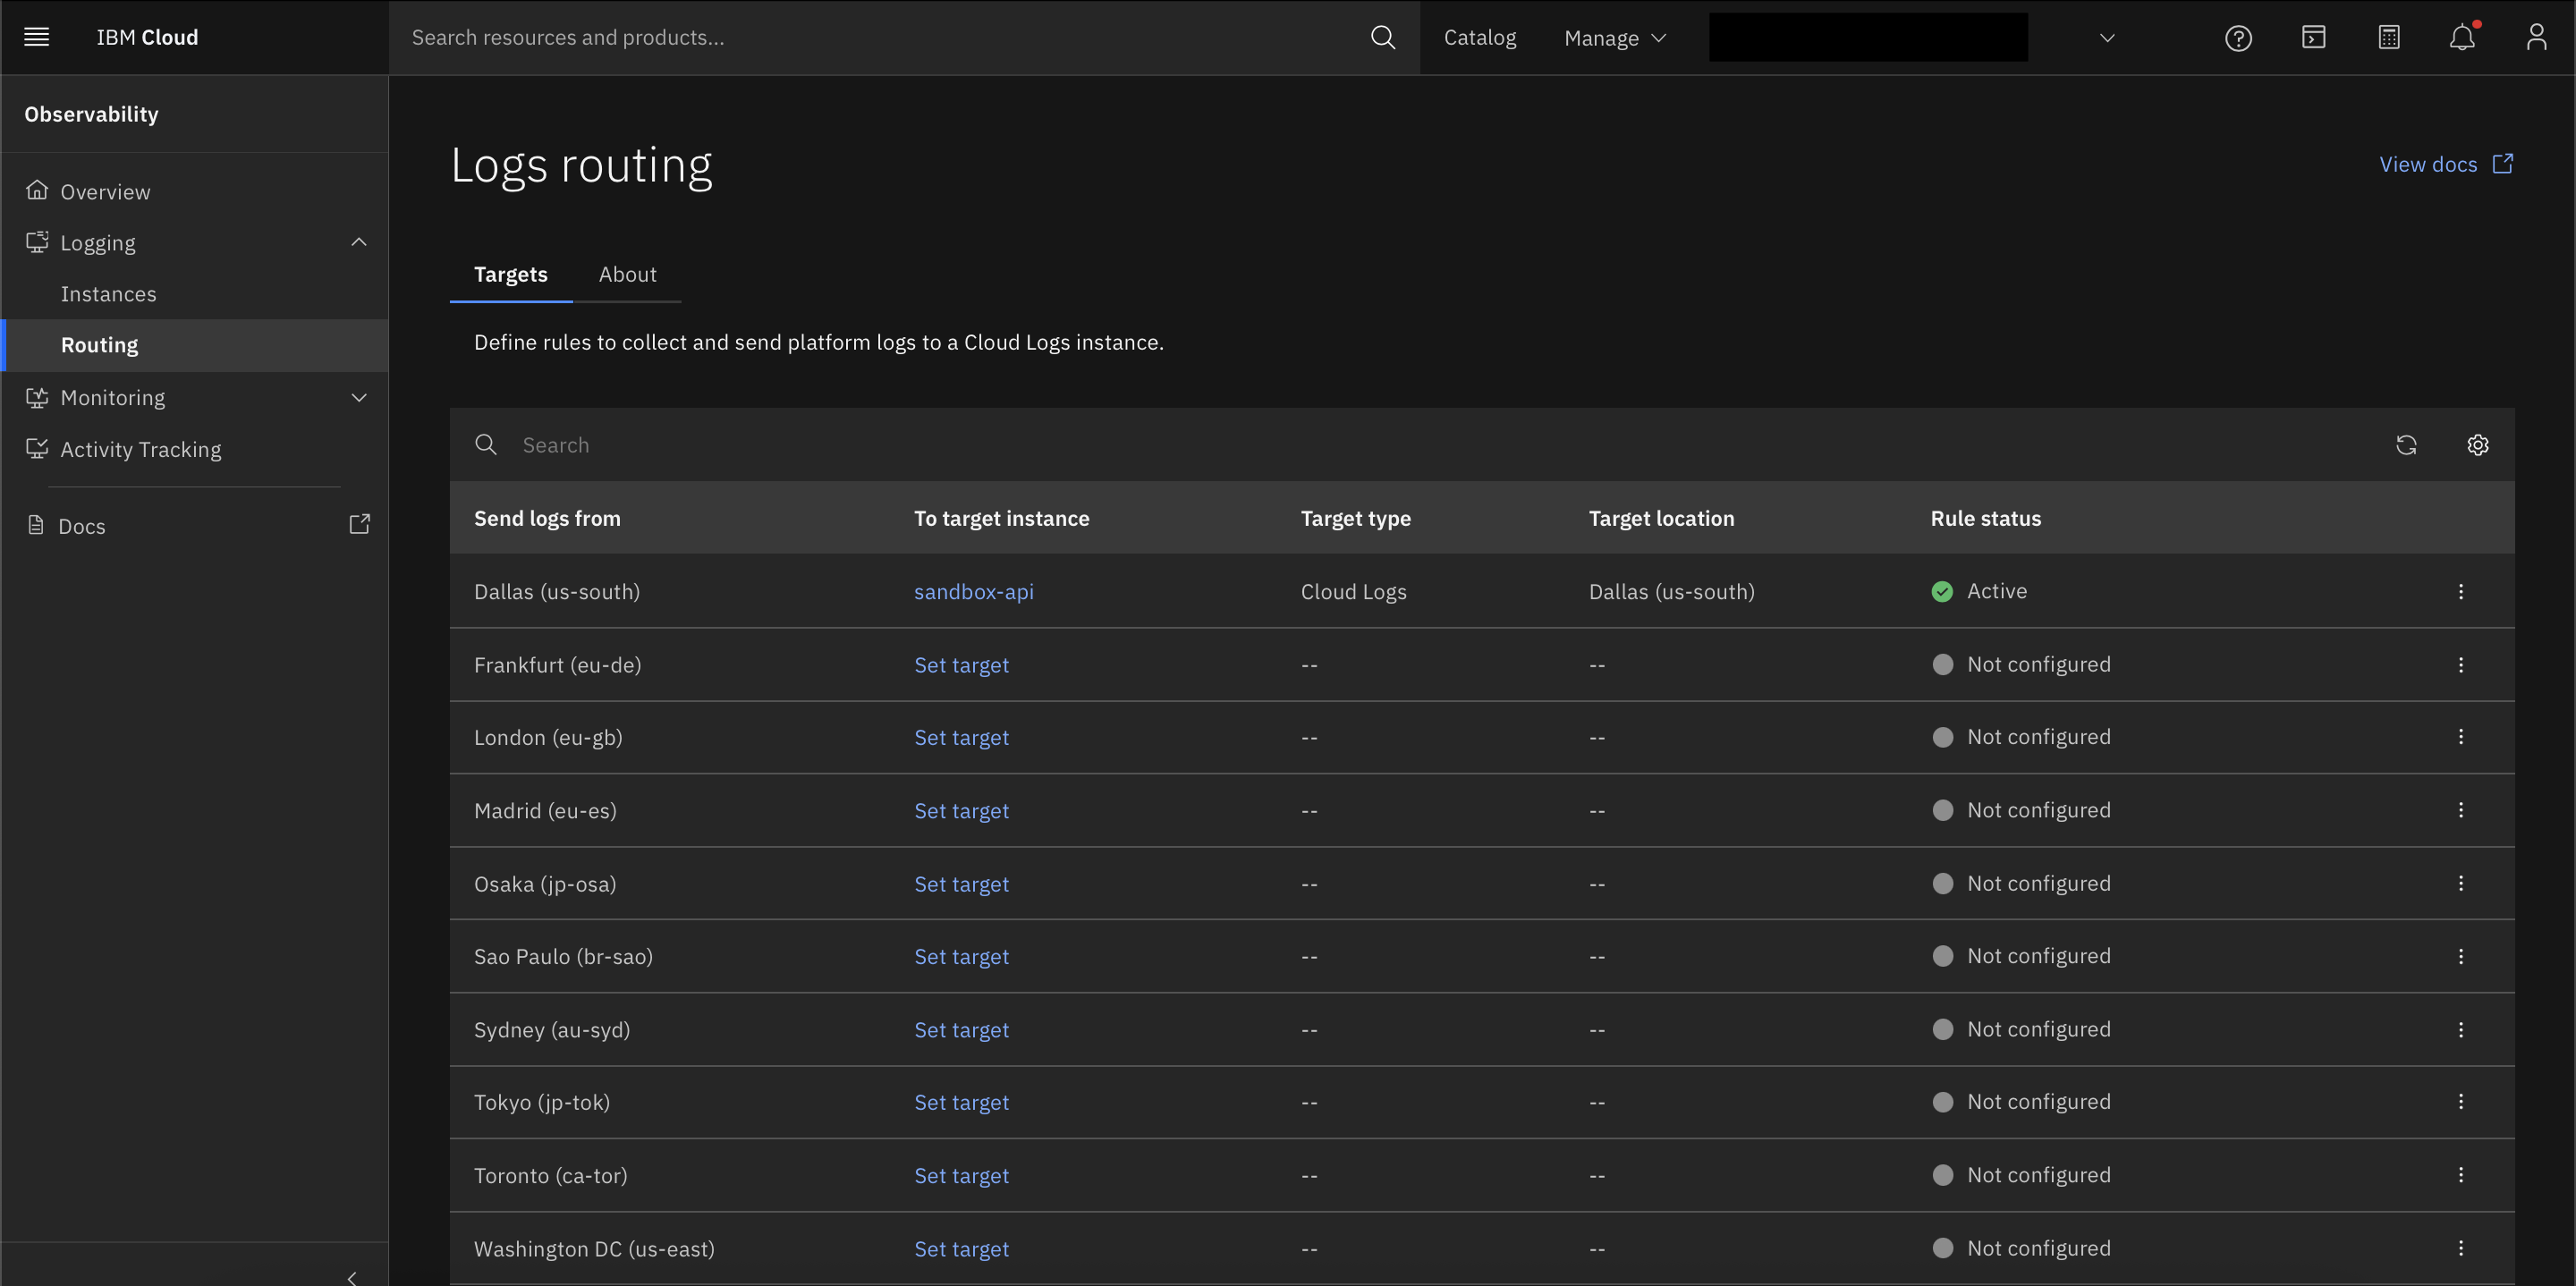 IBM Cloud
Search resources and products...
Catalog
Manage
Observability
Overview
Logging
Instances
Routing
Monitoring
Activity Tracking
Docs
Logs routing
View docs
Targets About
Define rules to collect and send platform logs to a Cloud Logs instance.
Search
Send logs from To target instance Target type Target location Rule status
Dallas (us-south) sandbox-api Cloud Logs Dallas (us-south) Active
Frankfurt (eu-de) Set target -- -- Not configured
London (eu-gb) Set target -- -- Not configured
Madrid (eu-es) Set target -- -- Not configured
Osaka (jp-osa) Set target -- -- Not configured
Sao Paulo (br-sao) Set target -- -- Not configured
Sydney (au-syd) Set target -- -- Not configured
Tokyo (jp-tok) Set target -- -- Not configured
Toronto (ca-tor) Set target -- -- Not configured
Washington DC (us-east) Set target -- -- Not configured